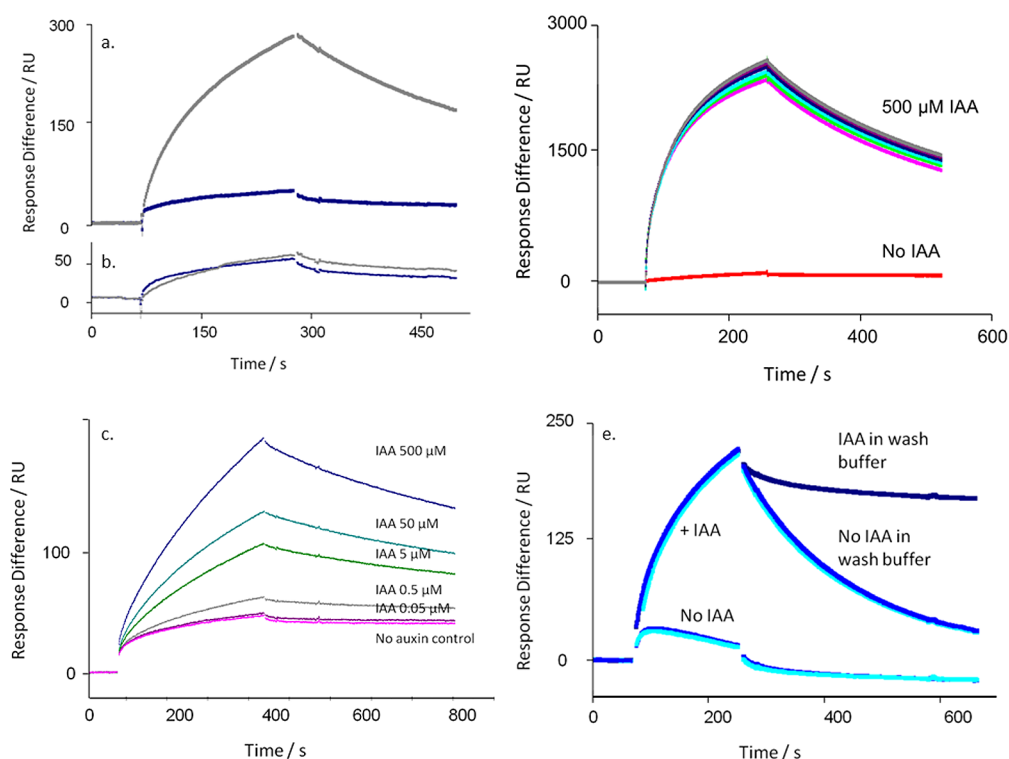 300
a.
150
0
Response Difference / RU
b.
50
0
0
150
300
450
Time / s
3000
1500
0
Response Difference / RU
500 µM IAA
No IAA
0
200
400
600
Time / s
c.
100
0
Response Difference / RU
IAA 500 µM
IAA 50 µM
IAA 5 µM
IAA 0.5 µM
IAA 0.05 µM
No auxin control
0
200
400
600
800
Time / s
250
e.
125
0
Response Difference / RU
IAA in wash
buffer
+ IAA
No IAA in
wash buffer
No IAA
0
200
400
600
Time / s